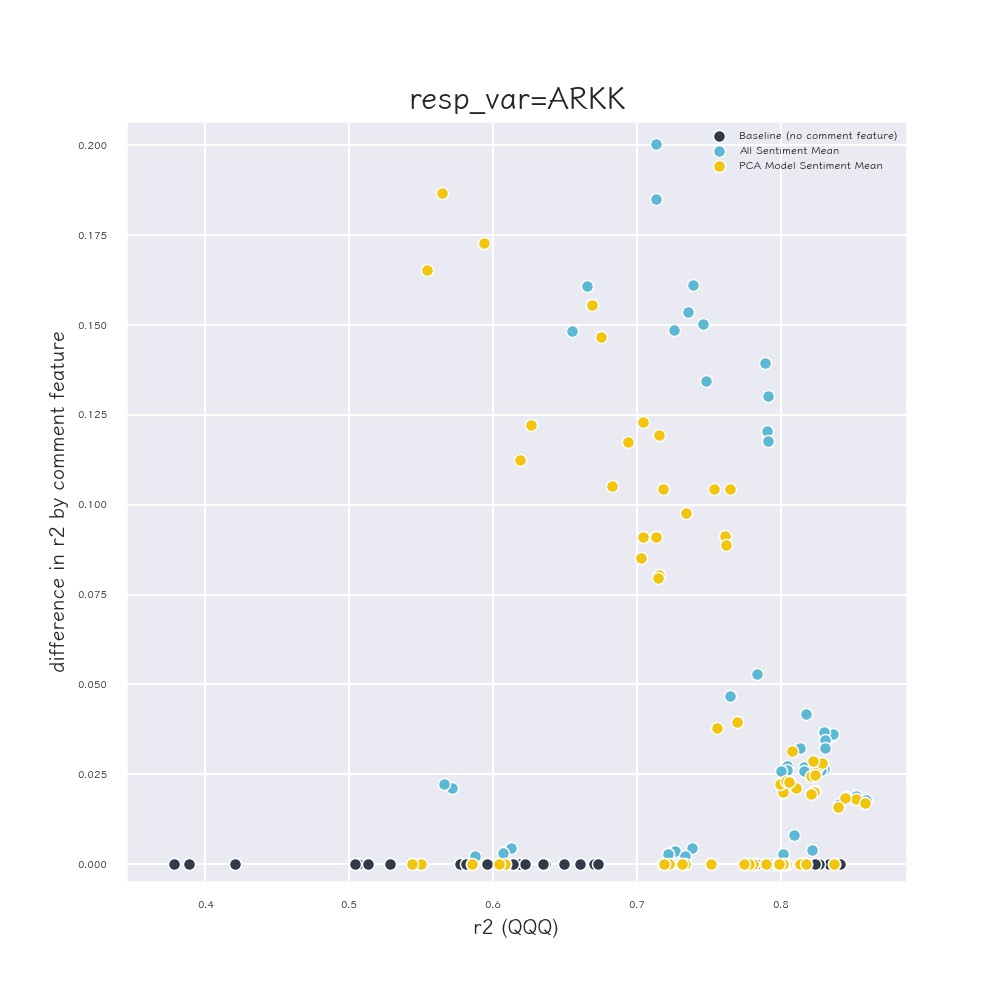 resp_var=ARKK
Baseline (no comment feature)
All Sentiment Mean
PCA Model Sentiment Mean
0.200
0.175
0.150
0.125
0.100
0.075
0.050
0.025
0.000
difference in r2 by comment feature
0.4 0.5 0.6 0.7 0.8
r2 (QQQ)